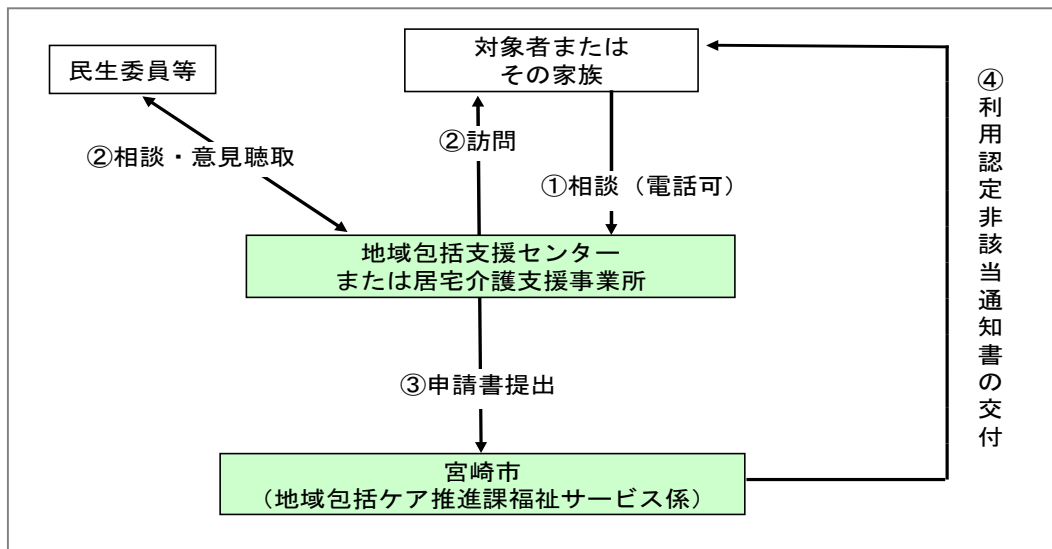 民生委員等
対象者または
その家族
②相談・意見聴取
②訪問
①相談（電話可）
地域包括支援センター
または居宅介護支援事業所
③申請書提出
宮崎市
（地域包括ケア推進課福祉サービス係）
④利用認定非該当通知書の交付